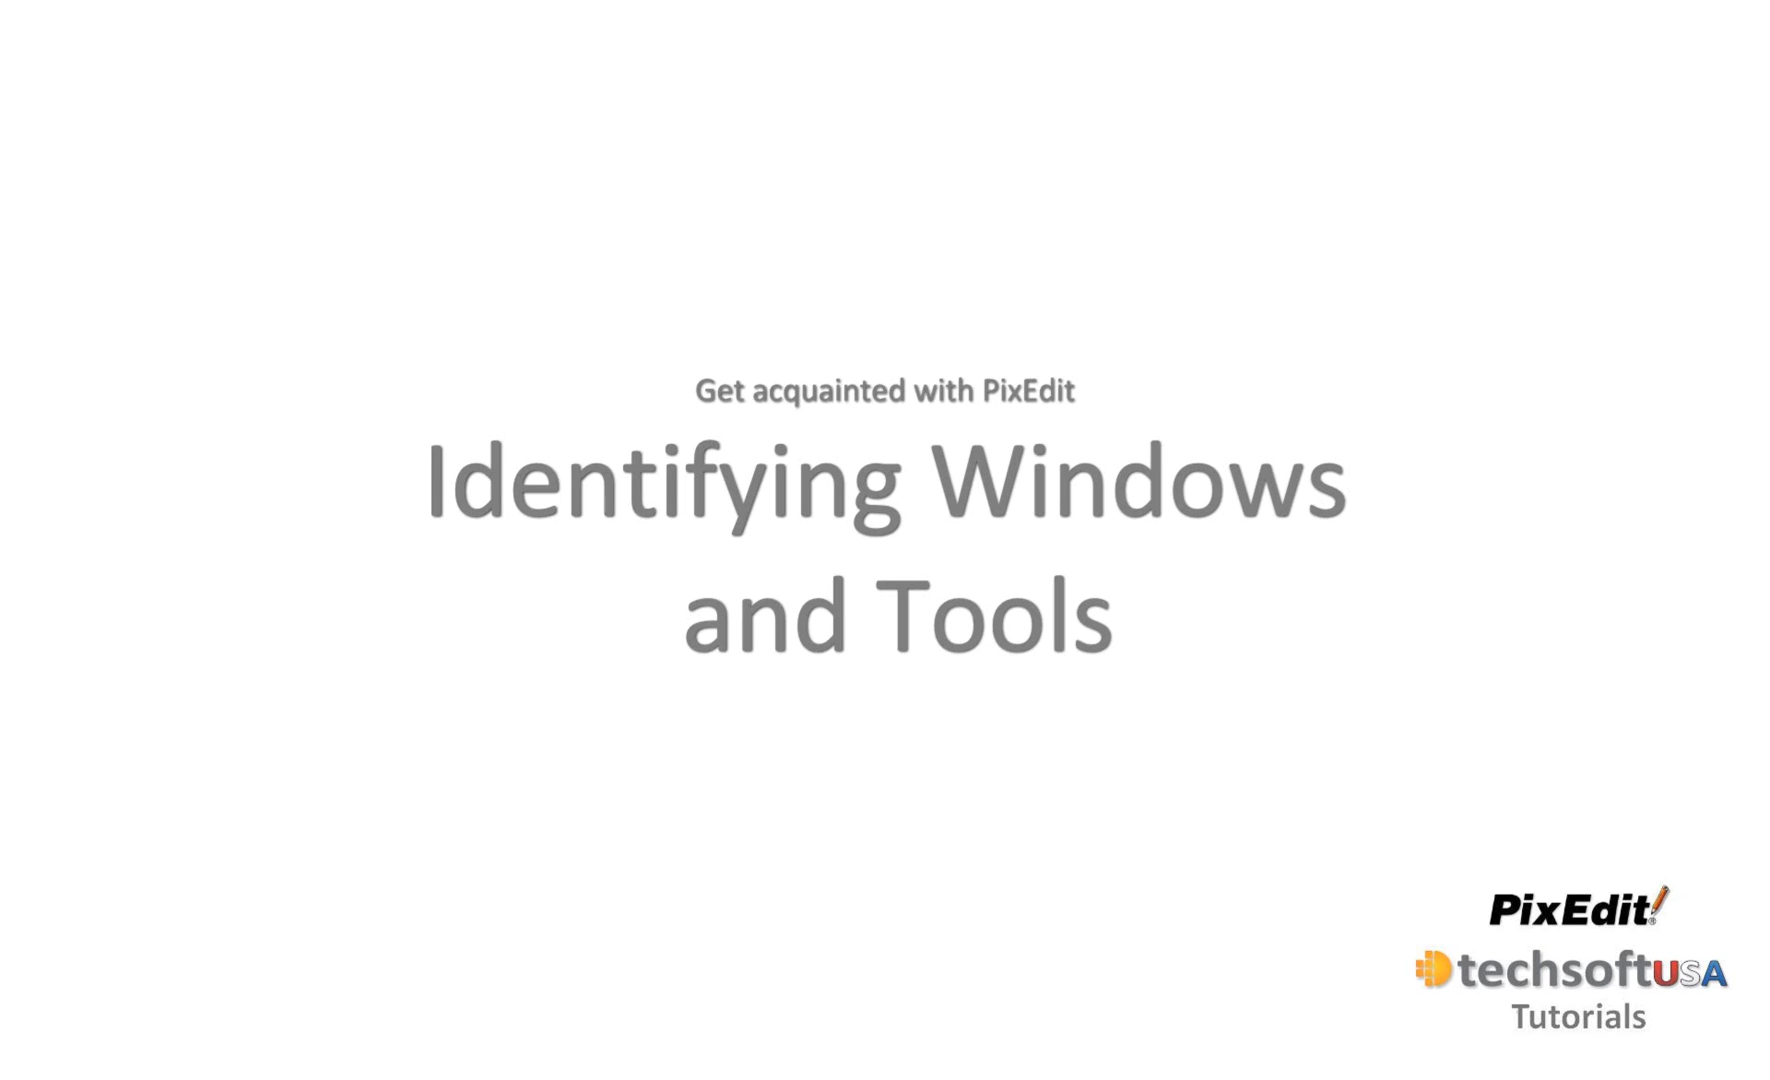 Get acquainted with PixEdit
Identifying Windows
and Tools
PixEdit!®
techsoftUSA
Tutorials